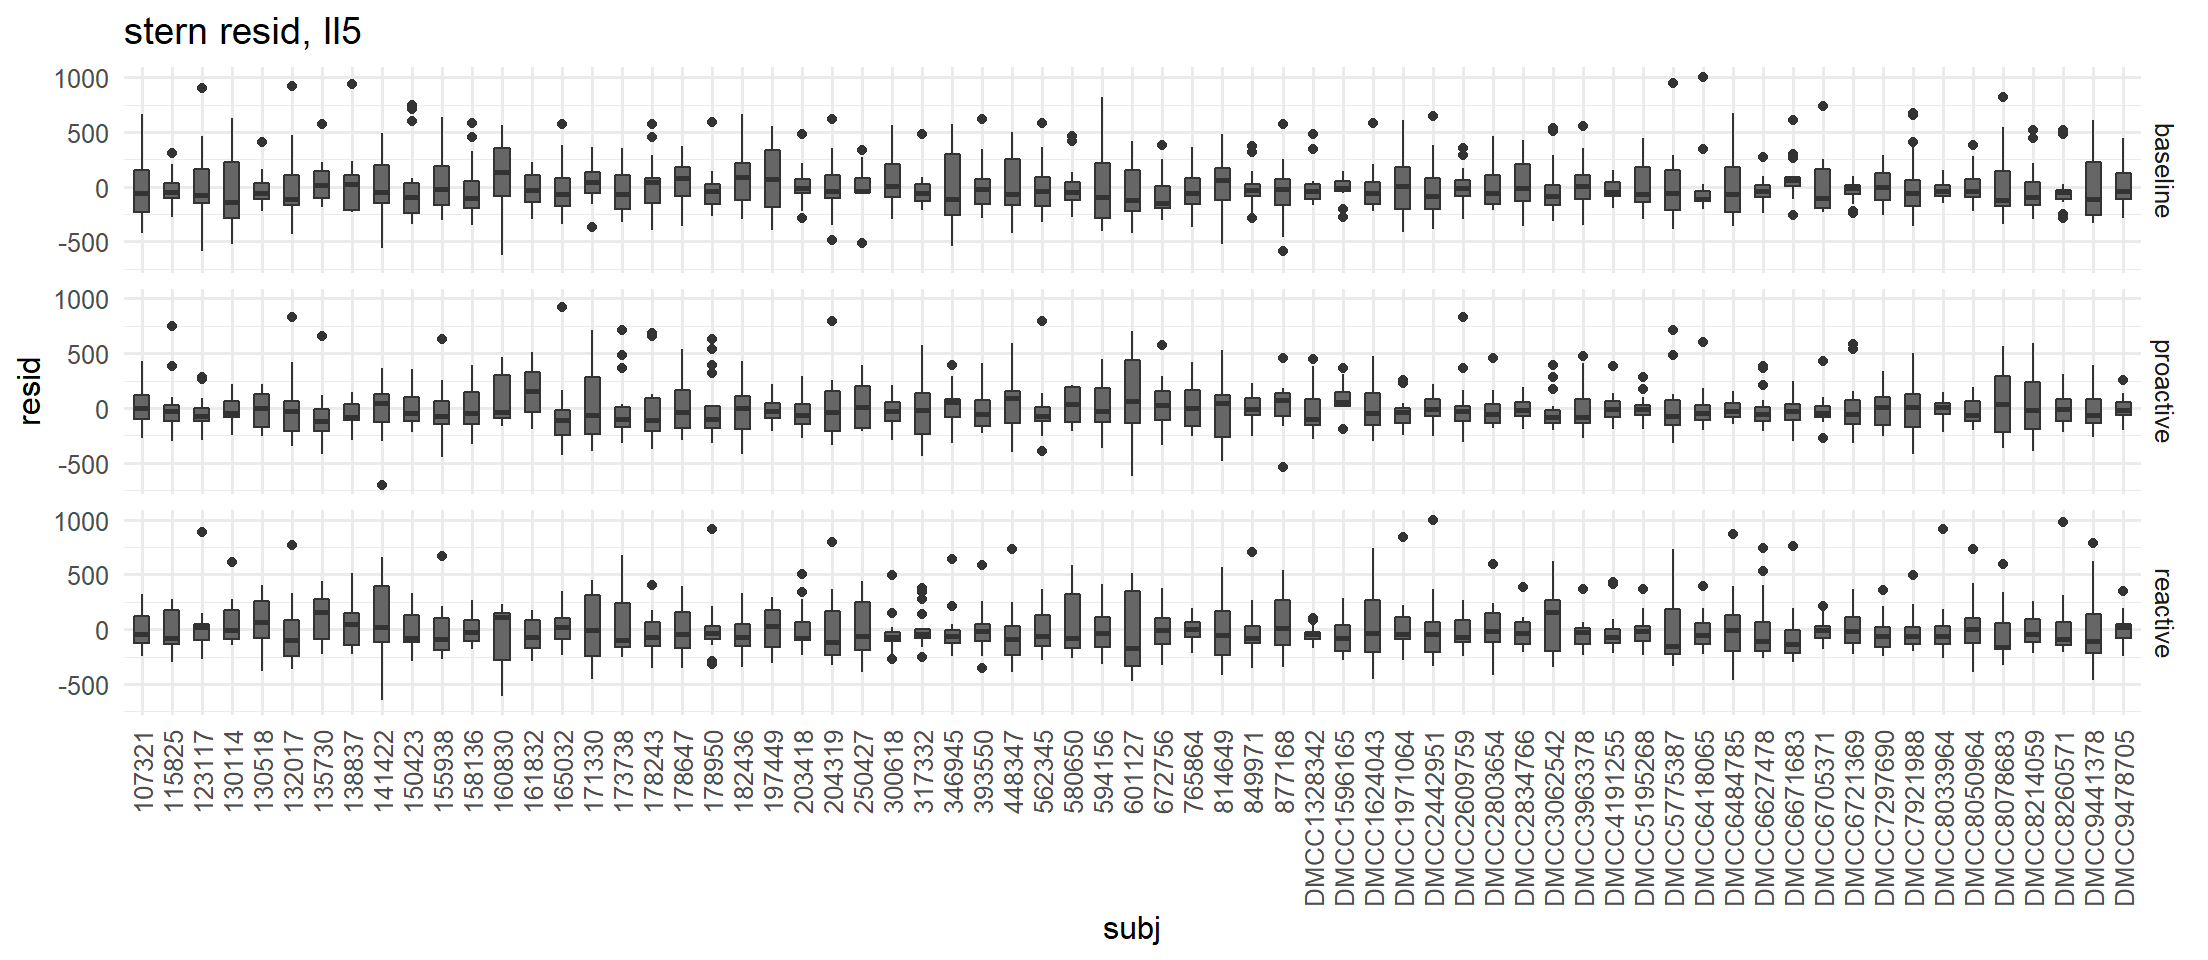 stern resid, ll5
resid
1000
500
0
-500
baseline
1000
500
0
-500
proactive
1000
500
0
-500
reactive
107321
115825
123117
130114
130518
132017
135730
138837
141422
150423
155938
158136
160830
161832
165032
171330
173738
178243
178647
178950
182436
197449
203418
204319
250427
300618
317332
346945
393550
448347
562345
580650
594156
601127
672756
765864
814649
849971
877168
DMCC1328342
DMCC1596165
DMCC1624043
DMCC1971064
DMCC2442951
DMCC2609759
DMCC2803654
DMCC2834766
DMCC3062542
DMCC3963378
DMCC4191255
DMCC5195268
DMCC5775387
DMCC6418065
DMCC6484785
DMCC6627478
DMCC6671683
DMCC6705371
DMCC6721369
DMCC7297690
DMCC7921988
DMCC8033964
DMCC8050964
DMCC8078683
DMCC8214059
DMCC8260571
DMCC9441378
DMCC9478705
subj